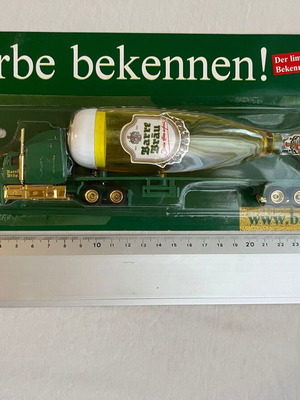 rbe bekennen!
Der lim
Bekenn
Barre
Bräu
www.b
1 2 3 4 5 6 7 8 9 10 11 12 13 14 15 16 17 18 19 20 21 22 23